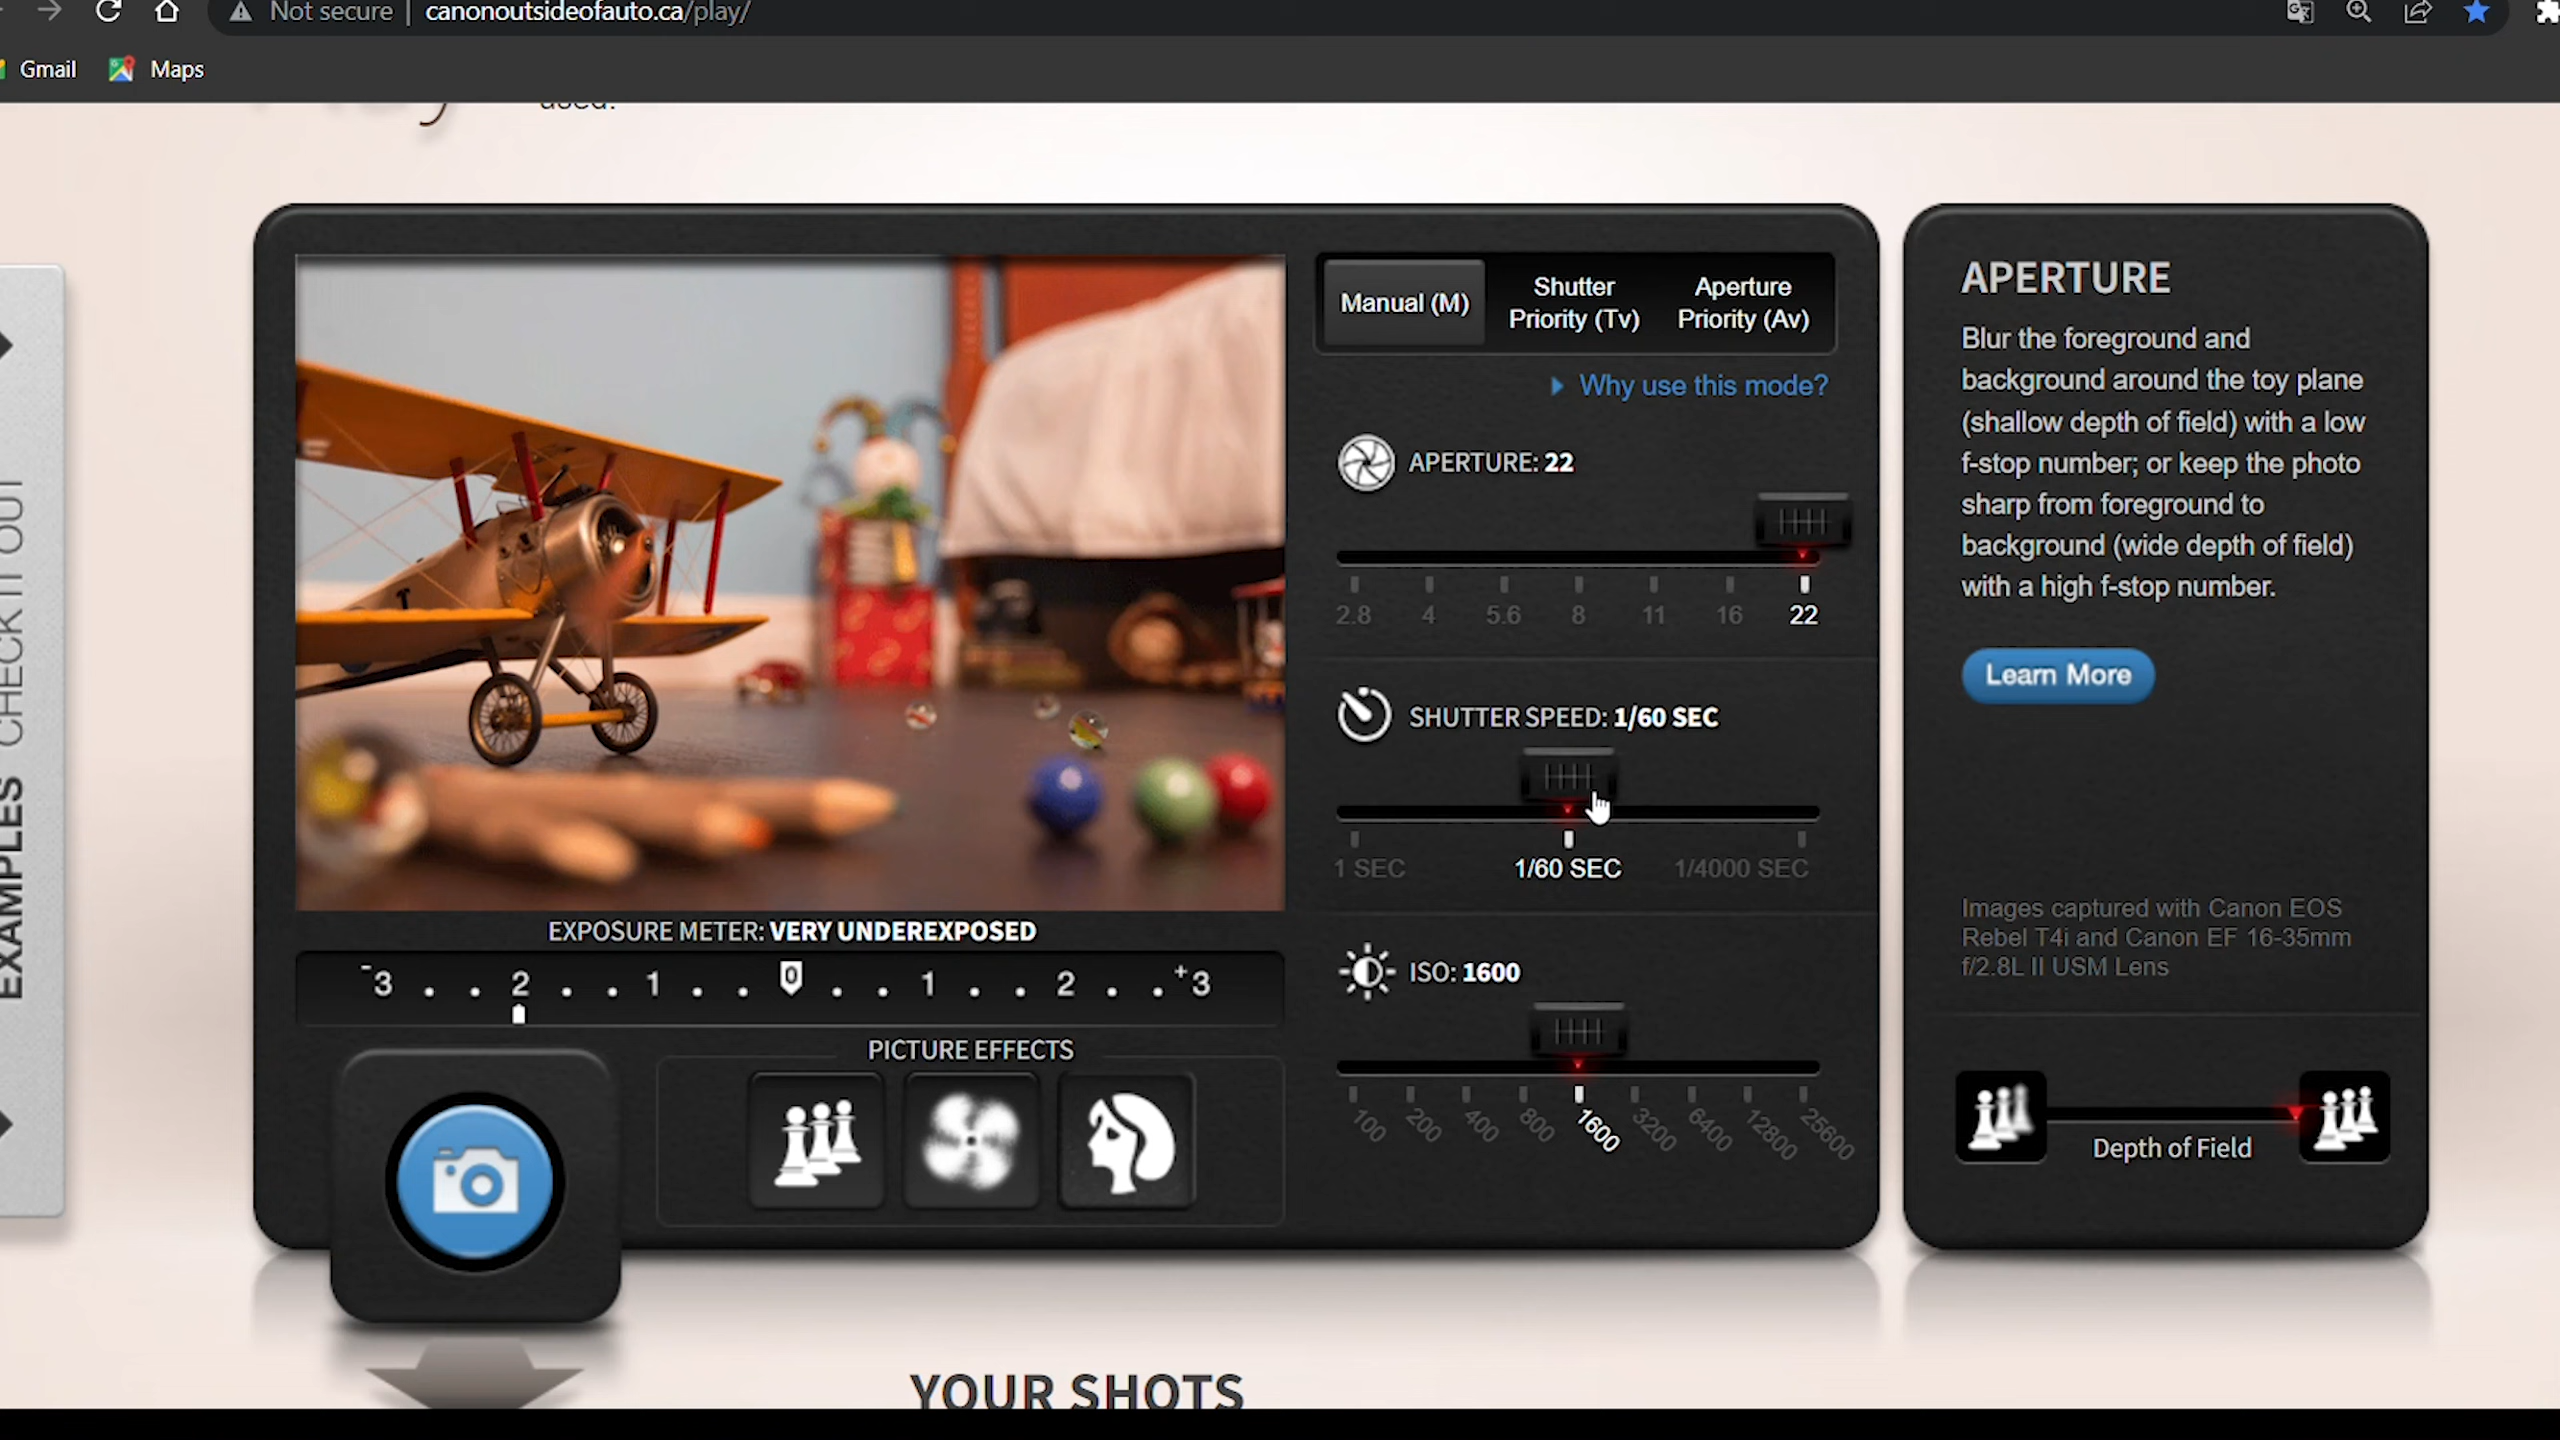 Not secure | canonoutsideofauto.ca/play/
Gmail Maps
used.
EXAMPLES CHECK IT OUT
Manual (M)
Shutter Priority (Tv)
Aperture Priority (Av)
Why use this mode?
APERTURE: 22
2.8 4 5.6 8 11 16 22
SHUTTER SPEED: 1/60 SEC
1 SEC 1/60 SEC 1/4000 SEC
ISO: 1600
100 200 400 800 1600 3200 6400 12800 25600
EXPOSURE METER: VERY UNDEREXPOSED
-3 . . 2 . . 1 . . 0 . . 1 . . 2 . . +3
PICTURE EFFECTS
APERTURE
Blur the foreground and
background around the toy plane
(shallow depth of field) with a low
f-stop number; or keep the photo
sharp from foreground to
background (wide depth of field)
with a high f-stop number.
Learn More
Images captured with Canon EOS
Rebel T4i and Canon EF 16-35mm
f/2.8L II USM Lens
Depth of Field
YOUR SHOTS